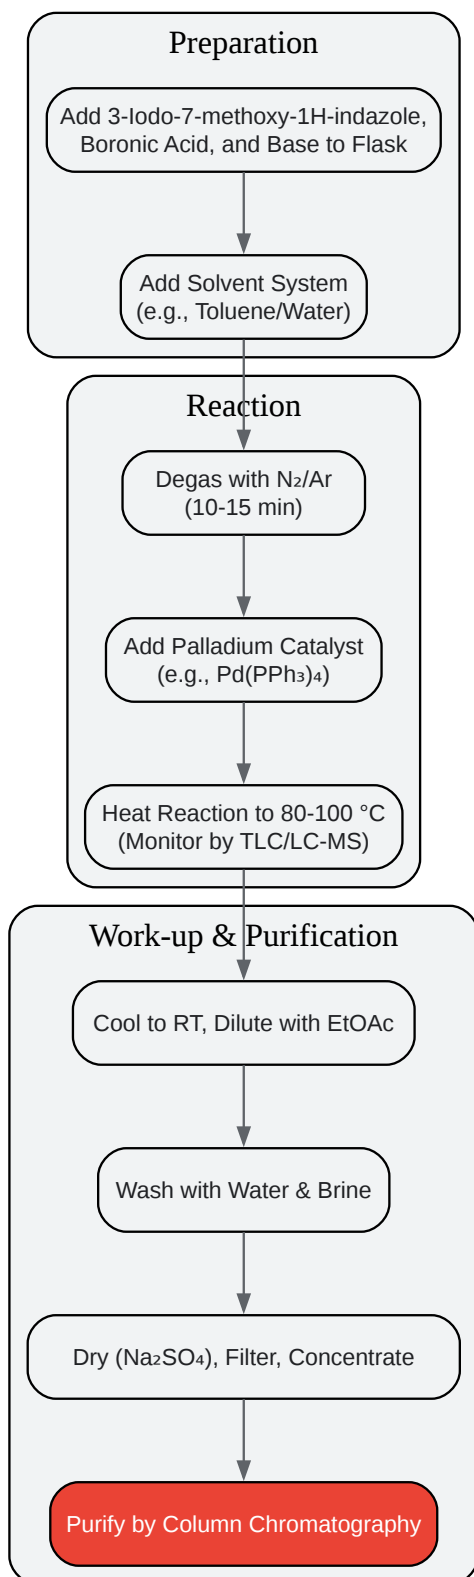 Preparation
Add 3-Iodo-7-methoxy-1H-indazole,
Boronic Acid, and Base to Flask
Add Solvent System
(e.g., Toluene/Water)
Reaction
Degas with N₂/Ar
(10-15 min)
Add Palladium Catalyst
(e.g., Pd(PPh₃)₄)
Heat Reaction to 80-100 °C
(Monitor by TLC/LC-MS)
Work-up & Purification
Cool to RT, Dilute with EtOAc
Wash with Water & Brine
Dry (Na₂SO₄), Filter, Concentrate
Purify by Column Chromatography